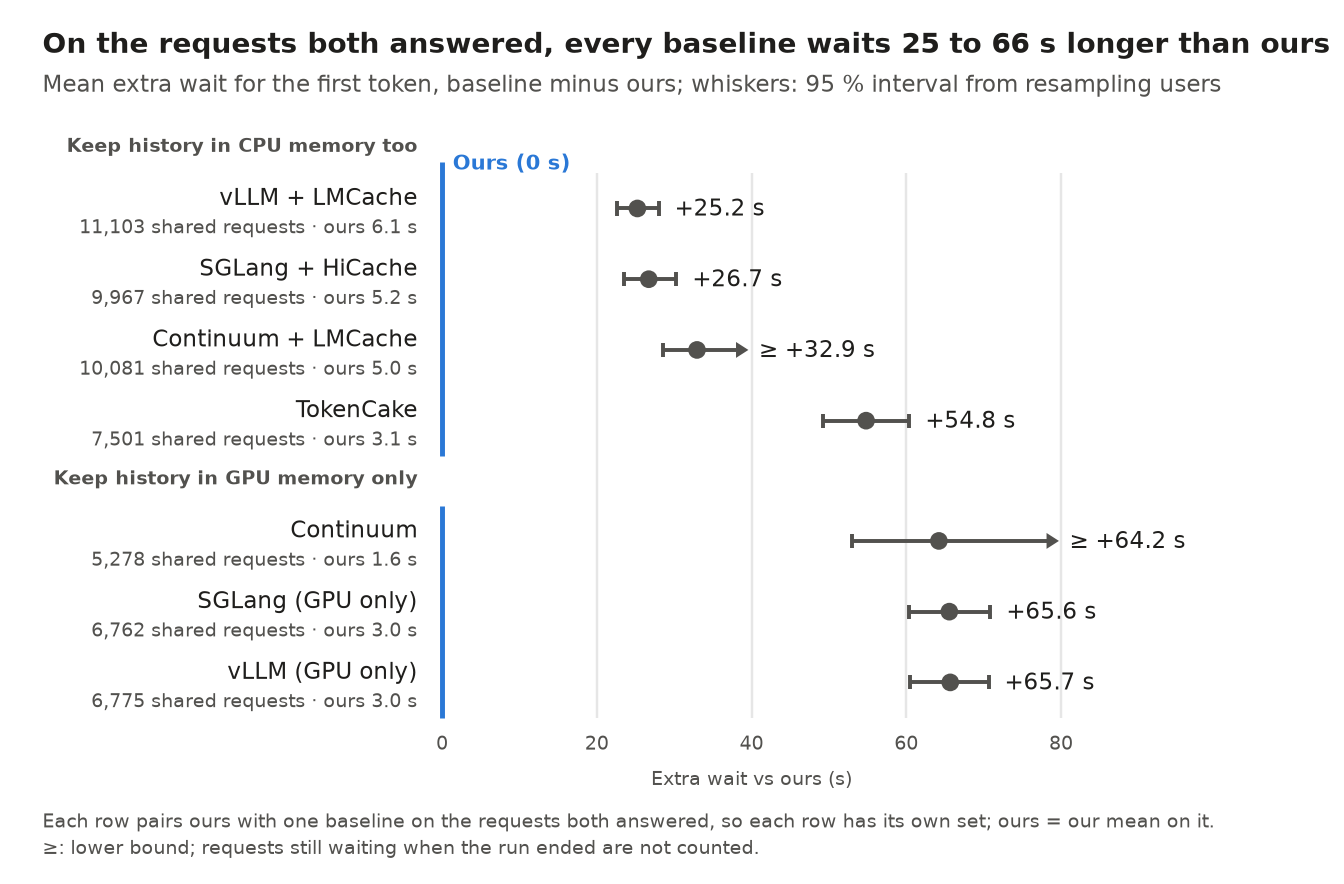 On the requests both answered, every baseline waits 25 to 66 s longer than ours
Mean extra wait for the first token, baseline minus ours; whiskers: 95 % interval from resampling users
Keep history in CPU memory too
Ours (0 s)
vLLM + LMCache
11,103 shared requests · ours 6.1 s
+25.2 s
SGLang + HiCache
9,967 shared requests · ours 5.2 s
+26.7 s
Continuum + LMCache
10,081 shared requests · ours 5.0 s
≥ +32.9 s
TokenCake
7,501 shared requests · ours 3.1 s
+54.8 s
Keep history in GPU memory only
Continuum
5,278 shared requests · ours 1.6 s
≥ +64.2 s
SGLang (GPU only)
6,762 shared requests · ours 3.0 s
+65.6 s
vLLM (GPU only)
6,775 shared requests · ours 3.0 s
+65.7 s
0 20 40 60 80
Extra wait vs ours (s)
Each row pairs ours with one baseline on the requests both answered, so each row has its own set; ours = our mean on it.
≥: lower bound; requests still waiting when the run ended are not counted.